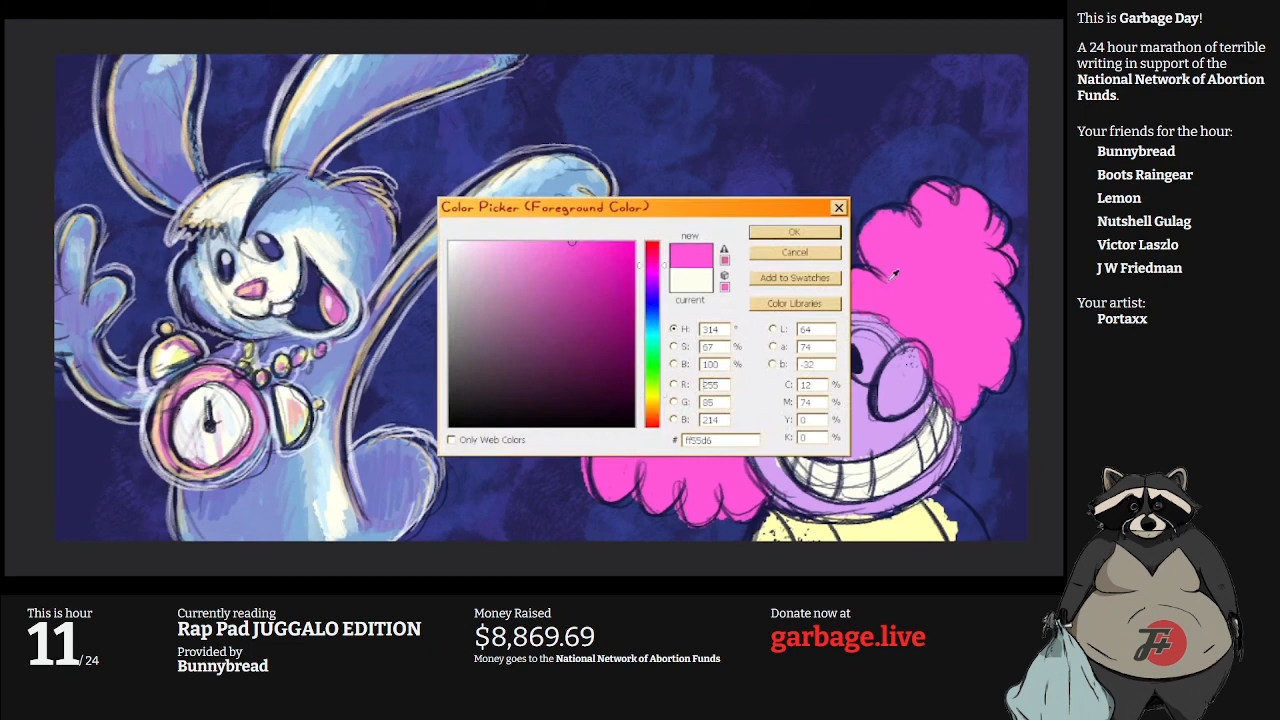 This is Garbage Day!
A 24 hour marathon of terrible
writing in support of the
National Network of Abortion
Funds.
Your friends for the hour:
Bunnybread
Boots Raingear
Lemon
Nutshell Gulag
Victor Laszlo
J W Friedman
Your artist:
Portaxx
Color Picker (Foreground Color)
new
current
OK
Cancel
Add to Swatches
Color Libraries
H: 314 °
S: 67 %
B: 100 %
R: 255
G: 85
B: 214
L: 64
a: 74
b: -32
C: 12 %
M: 74 %
Y: 0 %
K: 0 %
Only Web Colors
# ff55d6
This is hour
11 / 24
Currently reading
Rap Pad JUGGALO EDITION
Provided by
Bunnybread
Money Raised
$8,869.69
Money goes to the National Network of Abortion Funds
Donate now at
garbage.live